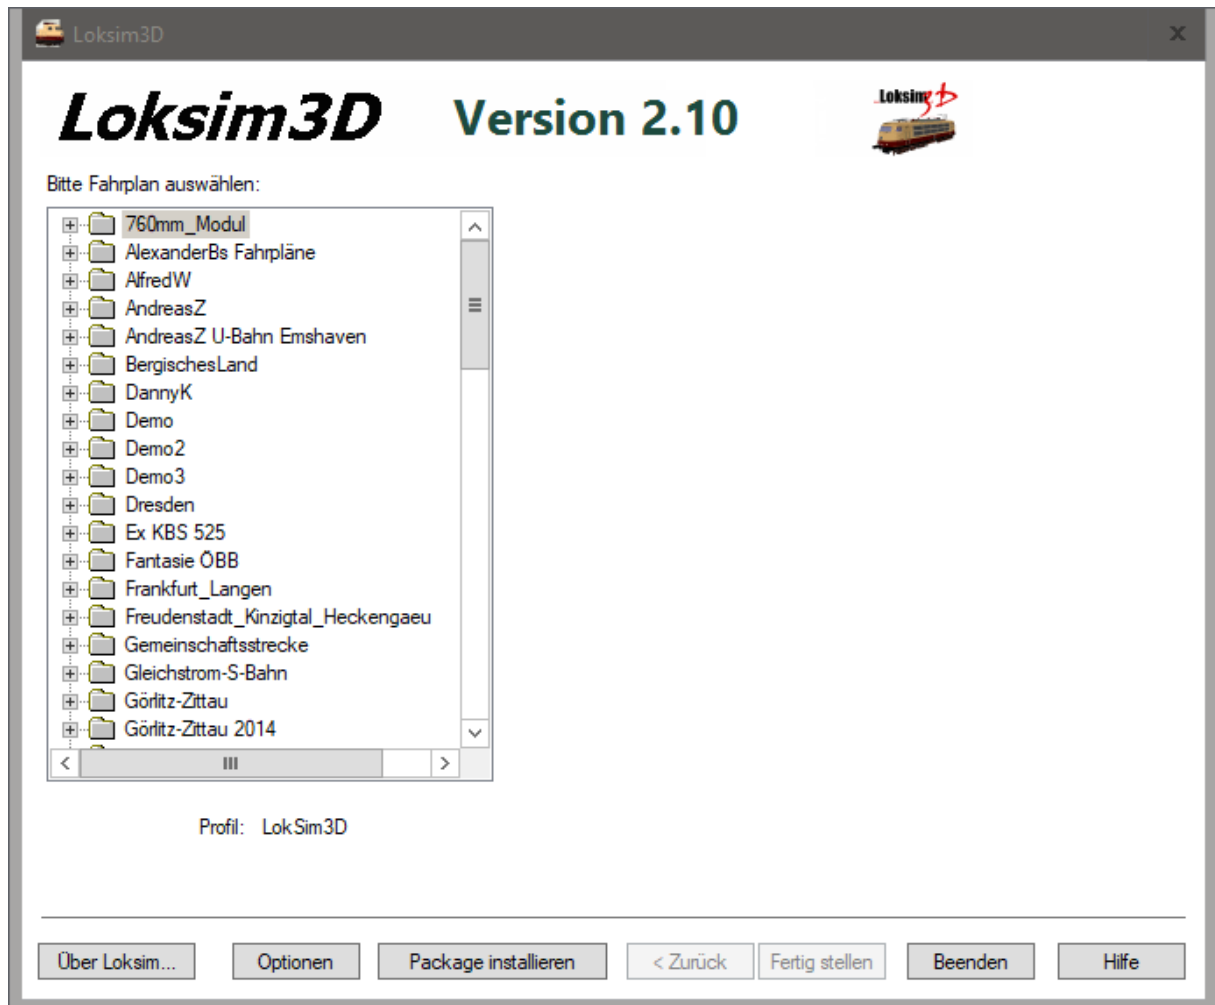 Loksim3D
x
Loksim3D Version 2.10 Loksim3D
Bitte Fahrplan auswählen:
760mm_Modul
AlexanderBs Fahrpläne
AlfredW
AndreasZ
AndreasZ U-Bahn Emshaven
BergischesLand
DannyK
Demo
Demo2
Demo3
Dresden
Ex KBS 525
Fantasie ÖBB
Frankfurt_Langen
Freudenstadt_Kinzigtal_Heckengaeu
Gemeinschaftsstrecke
Gleichstrom-S-Bahn
Görlitz-Zittau
Görlitz-Zittau 2014
Profil: LokSim3D
Über Loksim... Optionen Package installieren < Zurück Fertig stellen Beenden Hilfe